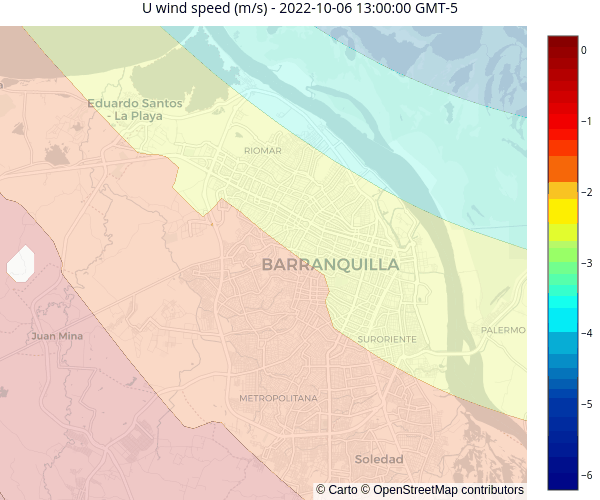 U wind speed (m/s) - 2022-10-06 13:00:00 GMT-5
0
−1
−2
−3
−4
−5
−6
Eduardo Santos
- La Playa
RIOMAR
BARRANQUILLA
Juan Mina
SURORIENTE
PALERMO
METROPOLITANA
Soledad
© Carto © OpenStreetMap contributors